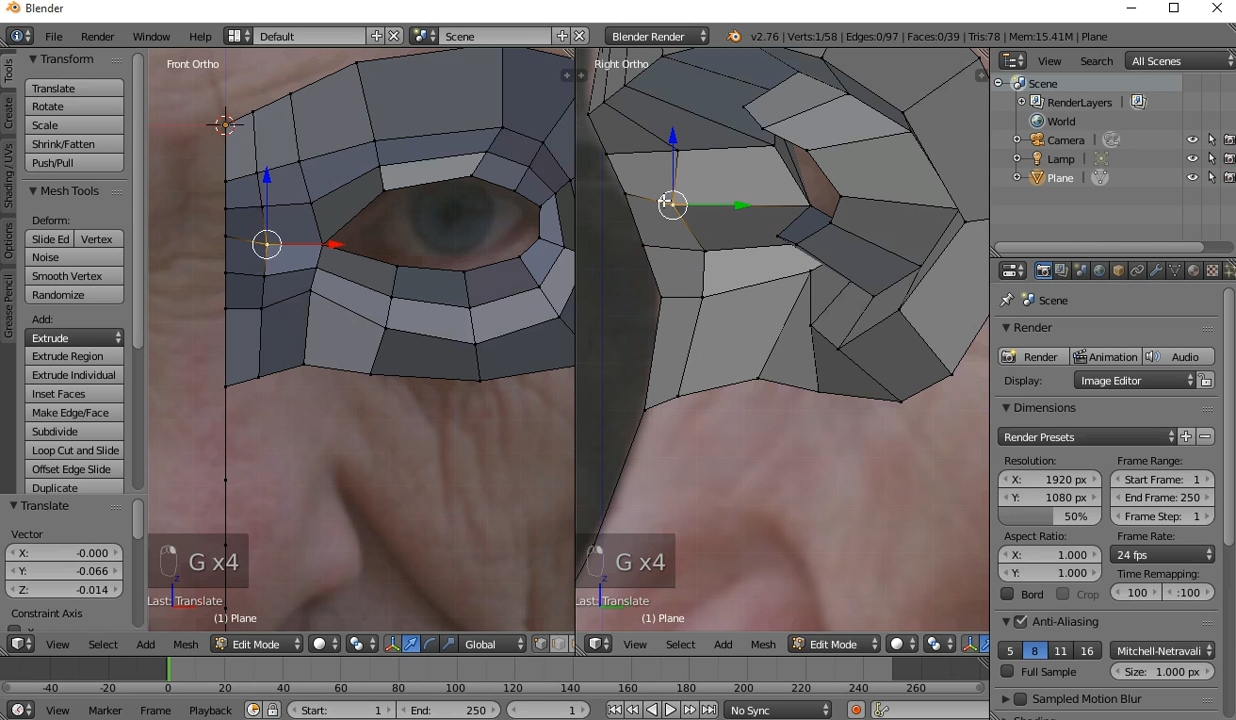 Blender
File Render Window Help Default Scene Blender Render v2.76 | Verts:1/58 | Edges:0/97 | Faces:0/39 | Tris:78 | Mem:15.41M | Plane
Tools
Create
Shading / UVs
Options
Grease Pencil
Transform
Translate
Rotate
Scale
Shrink/Fatten
Push/Pull
Mesh Tools
Deform:
Slide Ed Vertex
Noise
Smooth Vertex
Randomize
Add:
Extrude
Extrude Region
Extrude Individual
Inset Faces
Make Edge/Face
Subdivide
Loop Cut and Slide
Offset Edge Slide
Duplicate
Translate
Vector
X: -0.000
Y: -0.066
Z: -0.014
Constraint Axis
Front Ortho
G x4
z
Last: Translate
(1) Plane
Right Ortho
G x4
z
Last: Translate
(1) Plane
View Select Add Mesh Edit Mode Global
View Select Add Mesh Edit Mode
-40 -20 0 20 40 60 80 100 120 140 160 180 200 220 240 260
View Marker Frame Playback Start: 1 End: 250 1 No Sync
View Search All Scenes
Scene
RenderLayers
World
Camera
Lamp
Plane
Scene
Render
Render Animation Audio
Display: Image Editor
Dimensions
Render Presets
Resolution: Frame Range:
X: 1920 px Start Frame: 1
Y: 1080 px End Frame: 250
50% Frame Step: 1
Aspect Ratio: Frame Rate:
X: 1.000 24 fps
Y: 1.000 Time Remapping:
Bord Crop 100 :100
Anti-Aliasing
5 8 11 16 Mitchell-Netravali
Full Sample Size: 1.000 px
Sampled Motion Blur